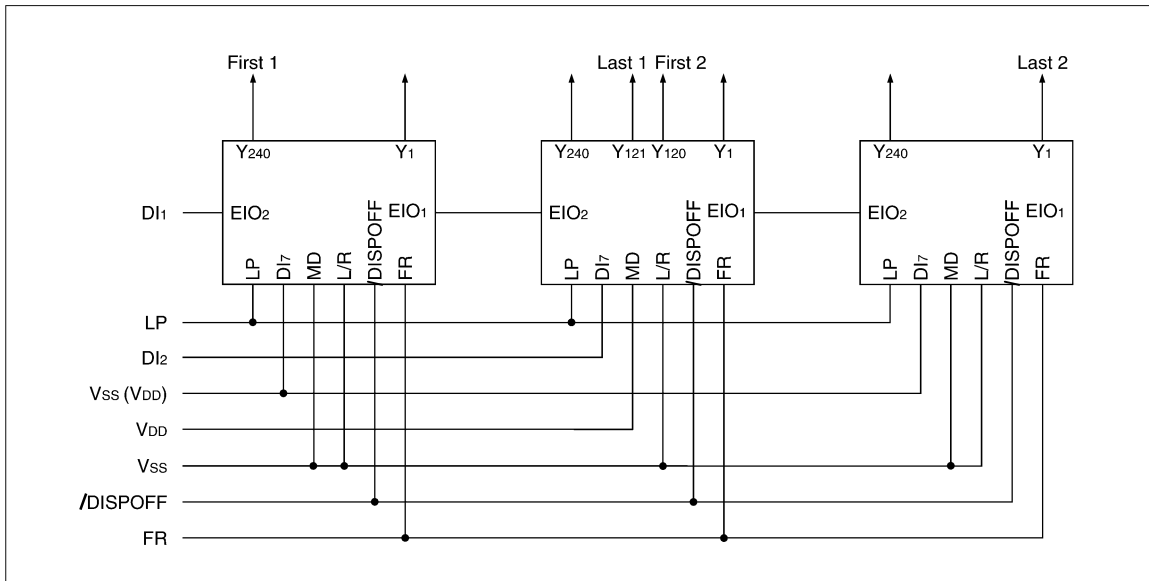 First 1 Last 1 First 2 Last 2
Y240 Y1 Y240 Y121 Y120 Y1 Y240 Y1
DI1 EIO2 EIO1 EIO2 EIO1 EIO2 EIO1
LP DI7 MD L/R /DISPOFF FR LP DI7 MD L/R /DISPOFF FR LP DI7 MD L/R /DISPOFF FR
LP
DI2
VSS (VDD)
VDD
VSS
/DISPOFF
FR